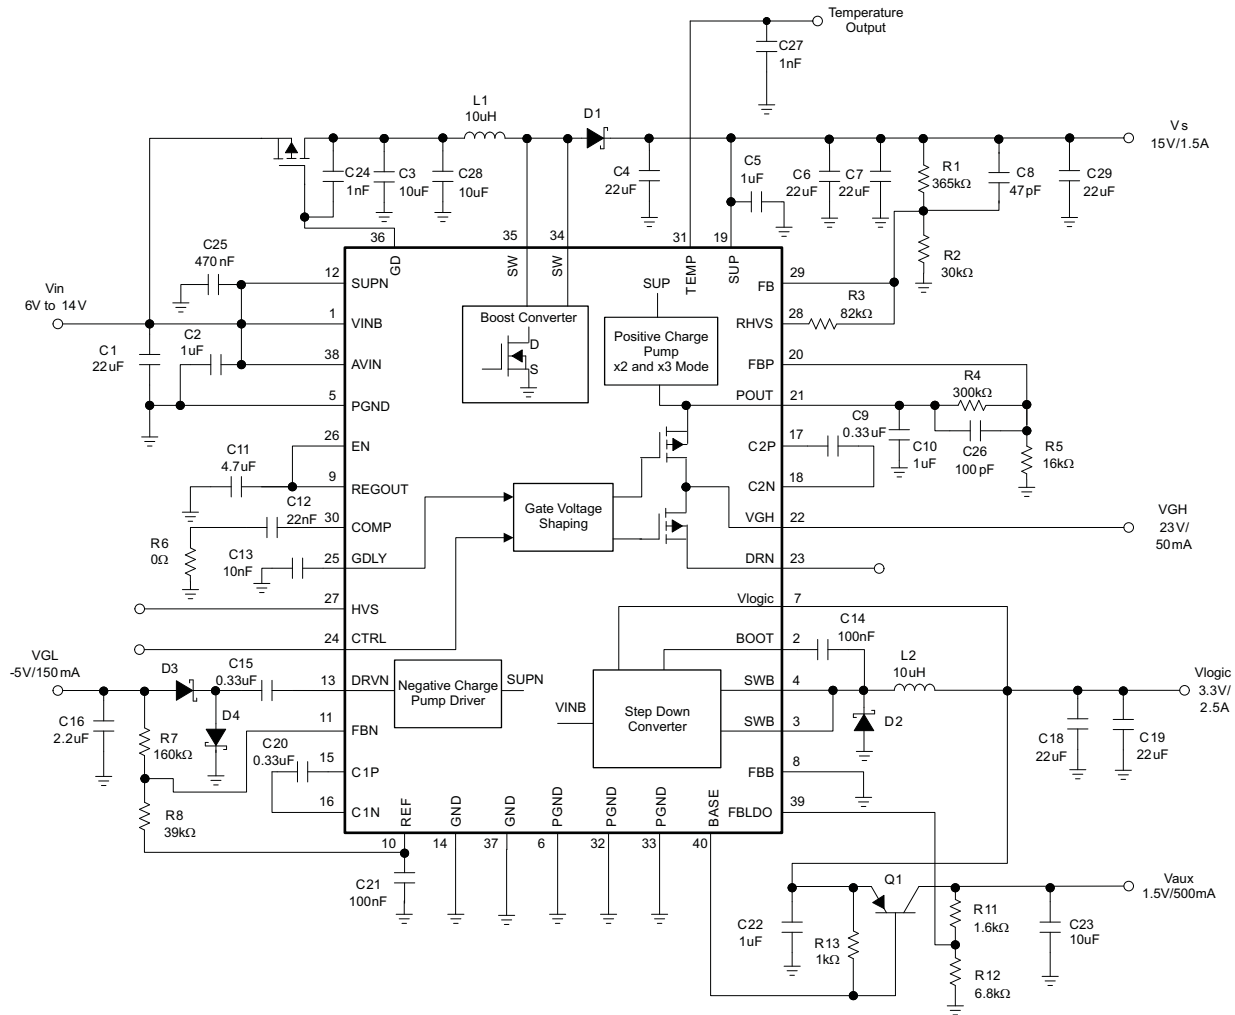 Temperature
Output
C27
1nF
L1
10uH
D1
Vs
15V/1.5A
C24
1nF
C3
10uF
C28
10uF
C4
22uF
C5
1uF
C6
22uF
C7
22uF
R1
365kΩ
C8
47pF
C29
22uF
R2
30kΩ
C25
470nF
36
35
34
31
19
GD
SW
SW
TEMP
SUP
12
SUPN
SUP
FB
29
Vin
6V to 14V
1
VINB
Boost Converter
D
S
Positive Charge
Pump
x2 and x3 Mode
RHVS
28
R3
82kΩ
C1
22uF
C2
1uF
38
AVIN
FBP
20
5
PGND
POUT
21
R4
300kΩ
C9
0.33uF
C10
1uF
C26
100pF
R5
16kΩ
26
EN
C2P
17
C11
4.7uF
9
REGOUT
C2N
18
C12
22nF
30
COMP
Gate Voltage
Shaping
VGH
22
VGH
23V/
50mA
R6
0Ω
C13
10nF
25
GDLY
DRN
23
27
HVS
Vlogic
7
24
CTRL
BOOT
2
C14
100nF
VGL
-5V/150mA
D3
C15
0.33uF
13
DRVN
Negative Charge
Pump Driver
SUPN
SWB
4
L2
10uH
Vlogic
3.3V/
2.5A
C16
2.2uF
D4
11
FBN
VINB
Step Down
Converter
SWB
3
D2
C18
22uF
C19
22uF
R7
160kΩ
C20
0.33uF
15
C1P
FBB
8
R8
39kΩ
16
C1N
FBLDO
39
REF
GND
GND
PGND
PGND
PGND
BASE
10
14
37
6
32
33
40
C21
100nF
Q1
Vaux
1.5V/500mA
C22
1uF
R13
1kΩ
R11
1.6kΩ
C23
10uF
R12
6.8kΩ